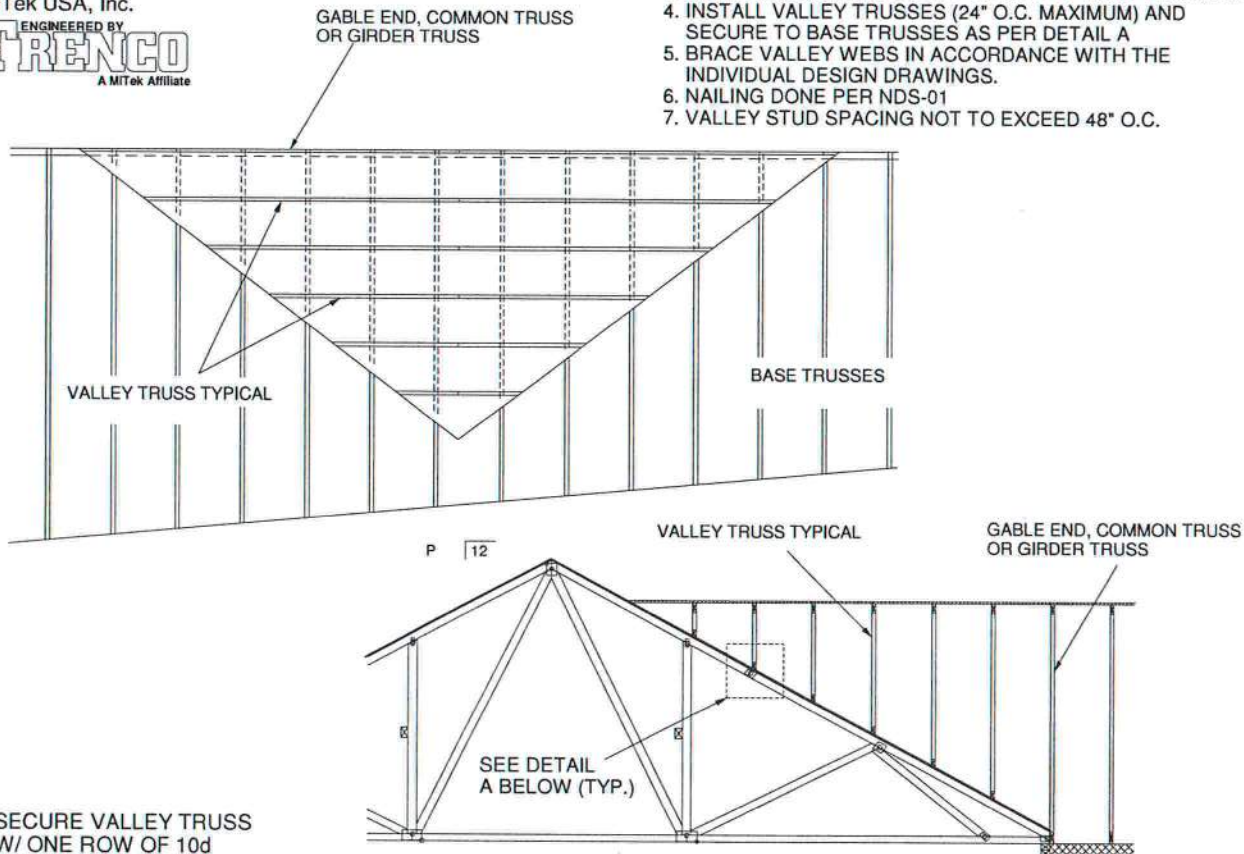 Tek USA, Inc.
ENGINEERED BY
TRENCO
A MiTek Affiliate
GABLE END, COMMON TRUSS
OR GIRDER TRUSS
4. INSTALL VALLEY TRUSSES (24" O.C. MAXIMUM) AND
SECURE TO BASE TRUSSES AS PER DETAIL A
5. BRACE VALLEY WEBS IN ACCORDANCE WITH THE
INDIVIDUAL DESIGN DRAWINGS.
6. NAILING DONE PER NDS-01
7. VALLEY STUD SPACING NOT TO EXCEED 48" O.C.
VALLEY TRUSS TYPICAL
BASE TRUSSES
P 12
VALLEY TRUSS TYPICAL
GABLE END, COMMON TRUSS
OR GIRDER TRUSS
SEE DETAIL
A BELOW (TYP.)
SECURE VALLEY TRUSS
W/ ONE ROW OF 10d